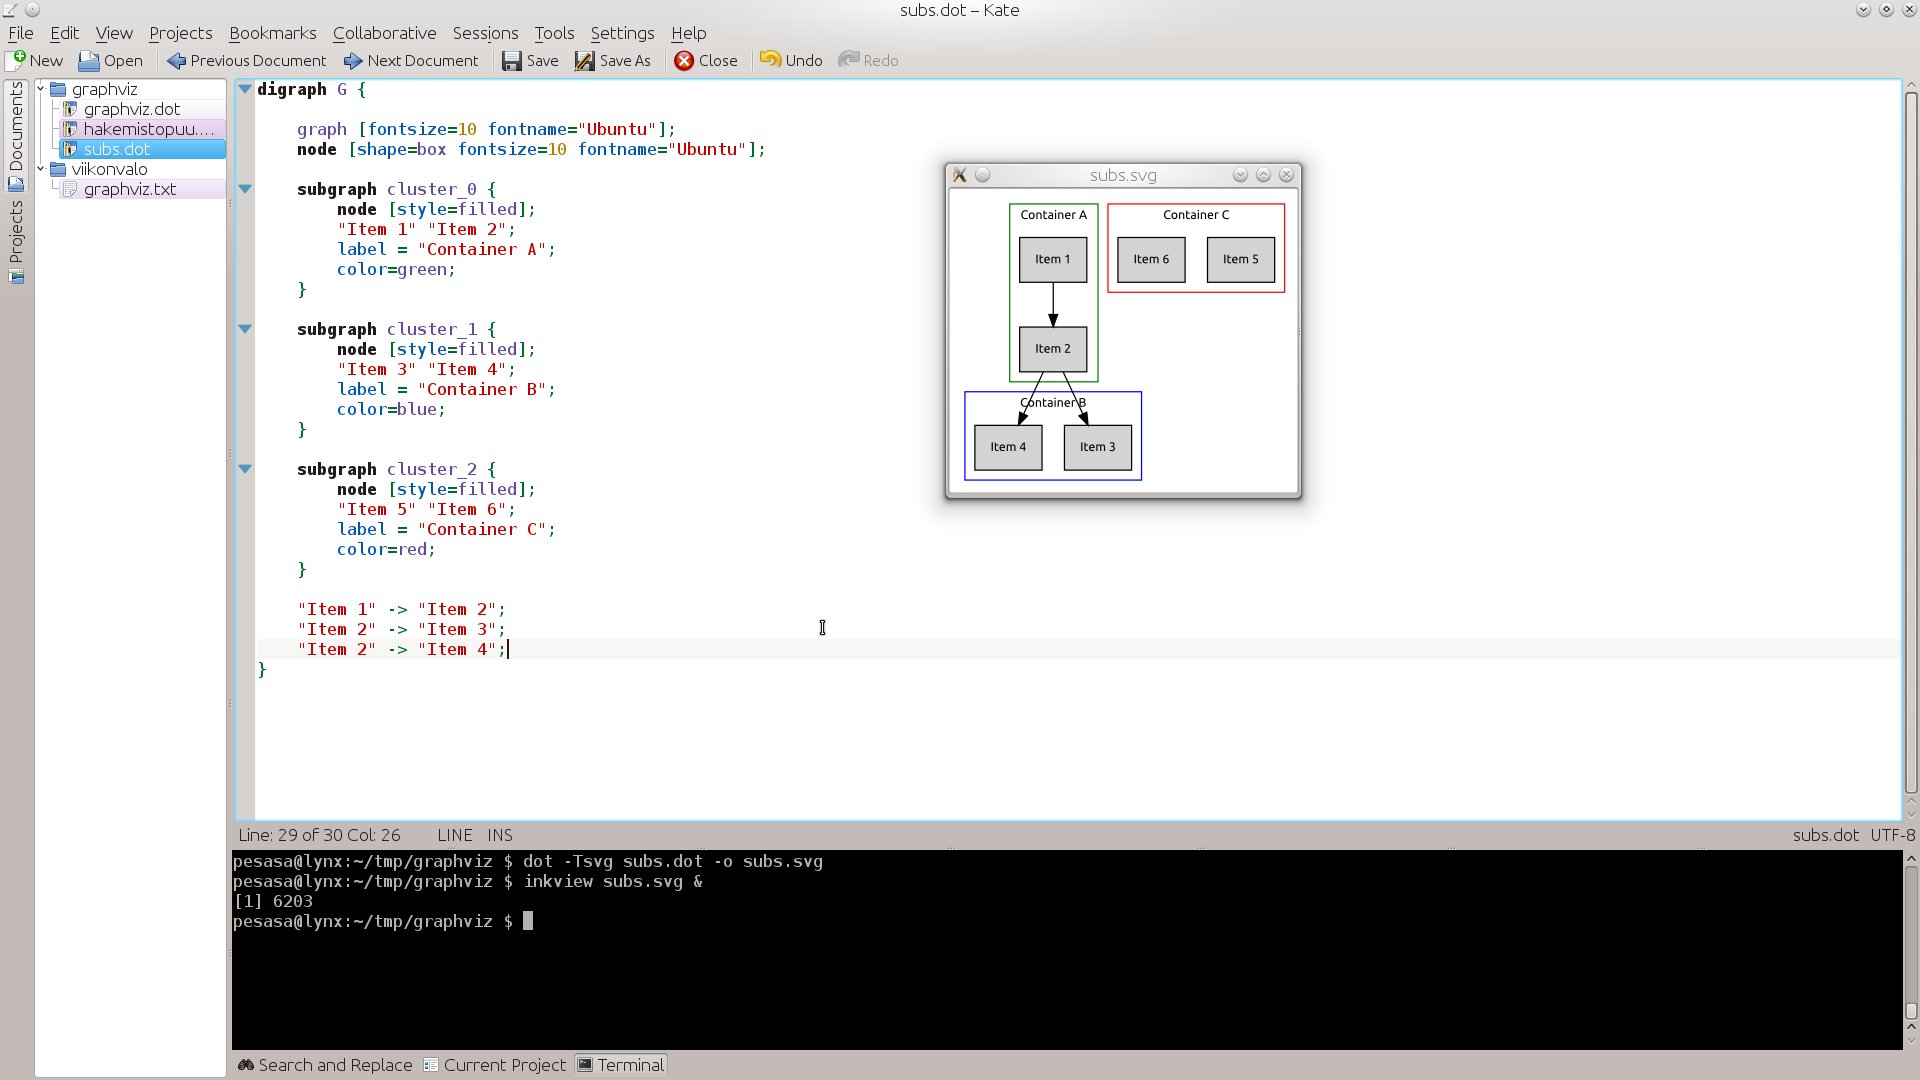 subs.dot – Kate
File Edit View Projects Bookmarks Collaborative Sessions Tools Settings Help
New Open Previous Document Next Document Save Save As Close Undo Redo
Documents
Projects
graphviz
graphviz.dot
hakemistopuu....
subs.dot
viikonvalo
graphviz.txt
digraph G {
    graph [fontsize=10 fontname="Ubuntu"];
    node [shape=box fontsize=10 fontname="Ubuntu"];
    subgraph cluster_0 {
        node [style=filled];
        "Item 1" "Item 2";
        label = "Container A";
        color=green;
    }
    subgraph cluster_1 {
        node [style=filled];
        "Item 3" "Item 4";
        label = "Container B";
        color=blue;
    }
    subgraph cluster_2 {
        node [style=filled];
        "Item 5" "Item 6";
        label = "Container C";
        color=red;
    }
    "Item 1" -> "Item 2";
    "Item 2" -> "Item 3";
    "Item 2" -> "Item 4";
}
subs.svg
Container A Container C
Item 1 Item 6 Item 5
Item 2
Container B
Item 4 Item 3
Line: 29 of 30 Col: 26 LINE INS subs.dot UTF-8
pesasa@lynx:~/tmp/graphviz $ dot -Tsvg subs.dot -o subs.svg
pesasa@lynx:~/tmp/graphviz $ inkview subs.svg &
[1] 6203
pesasa@lynx:~/tmp/graphviz $
Search and Replace Current Project Terminal